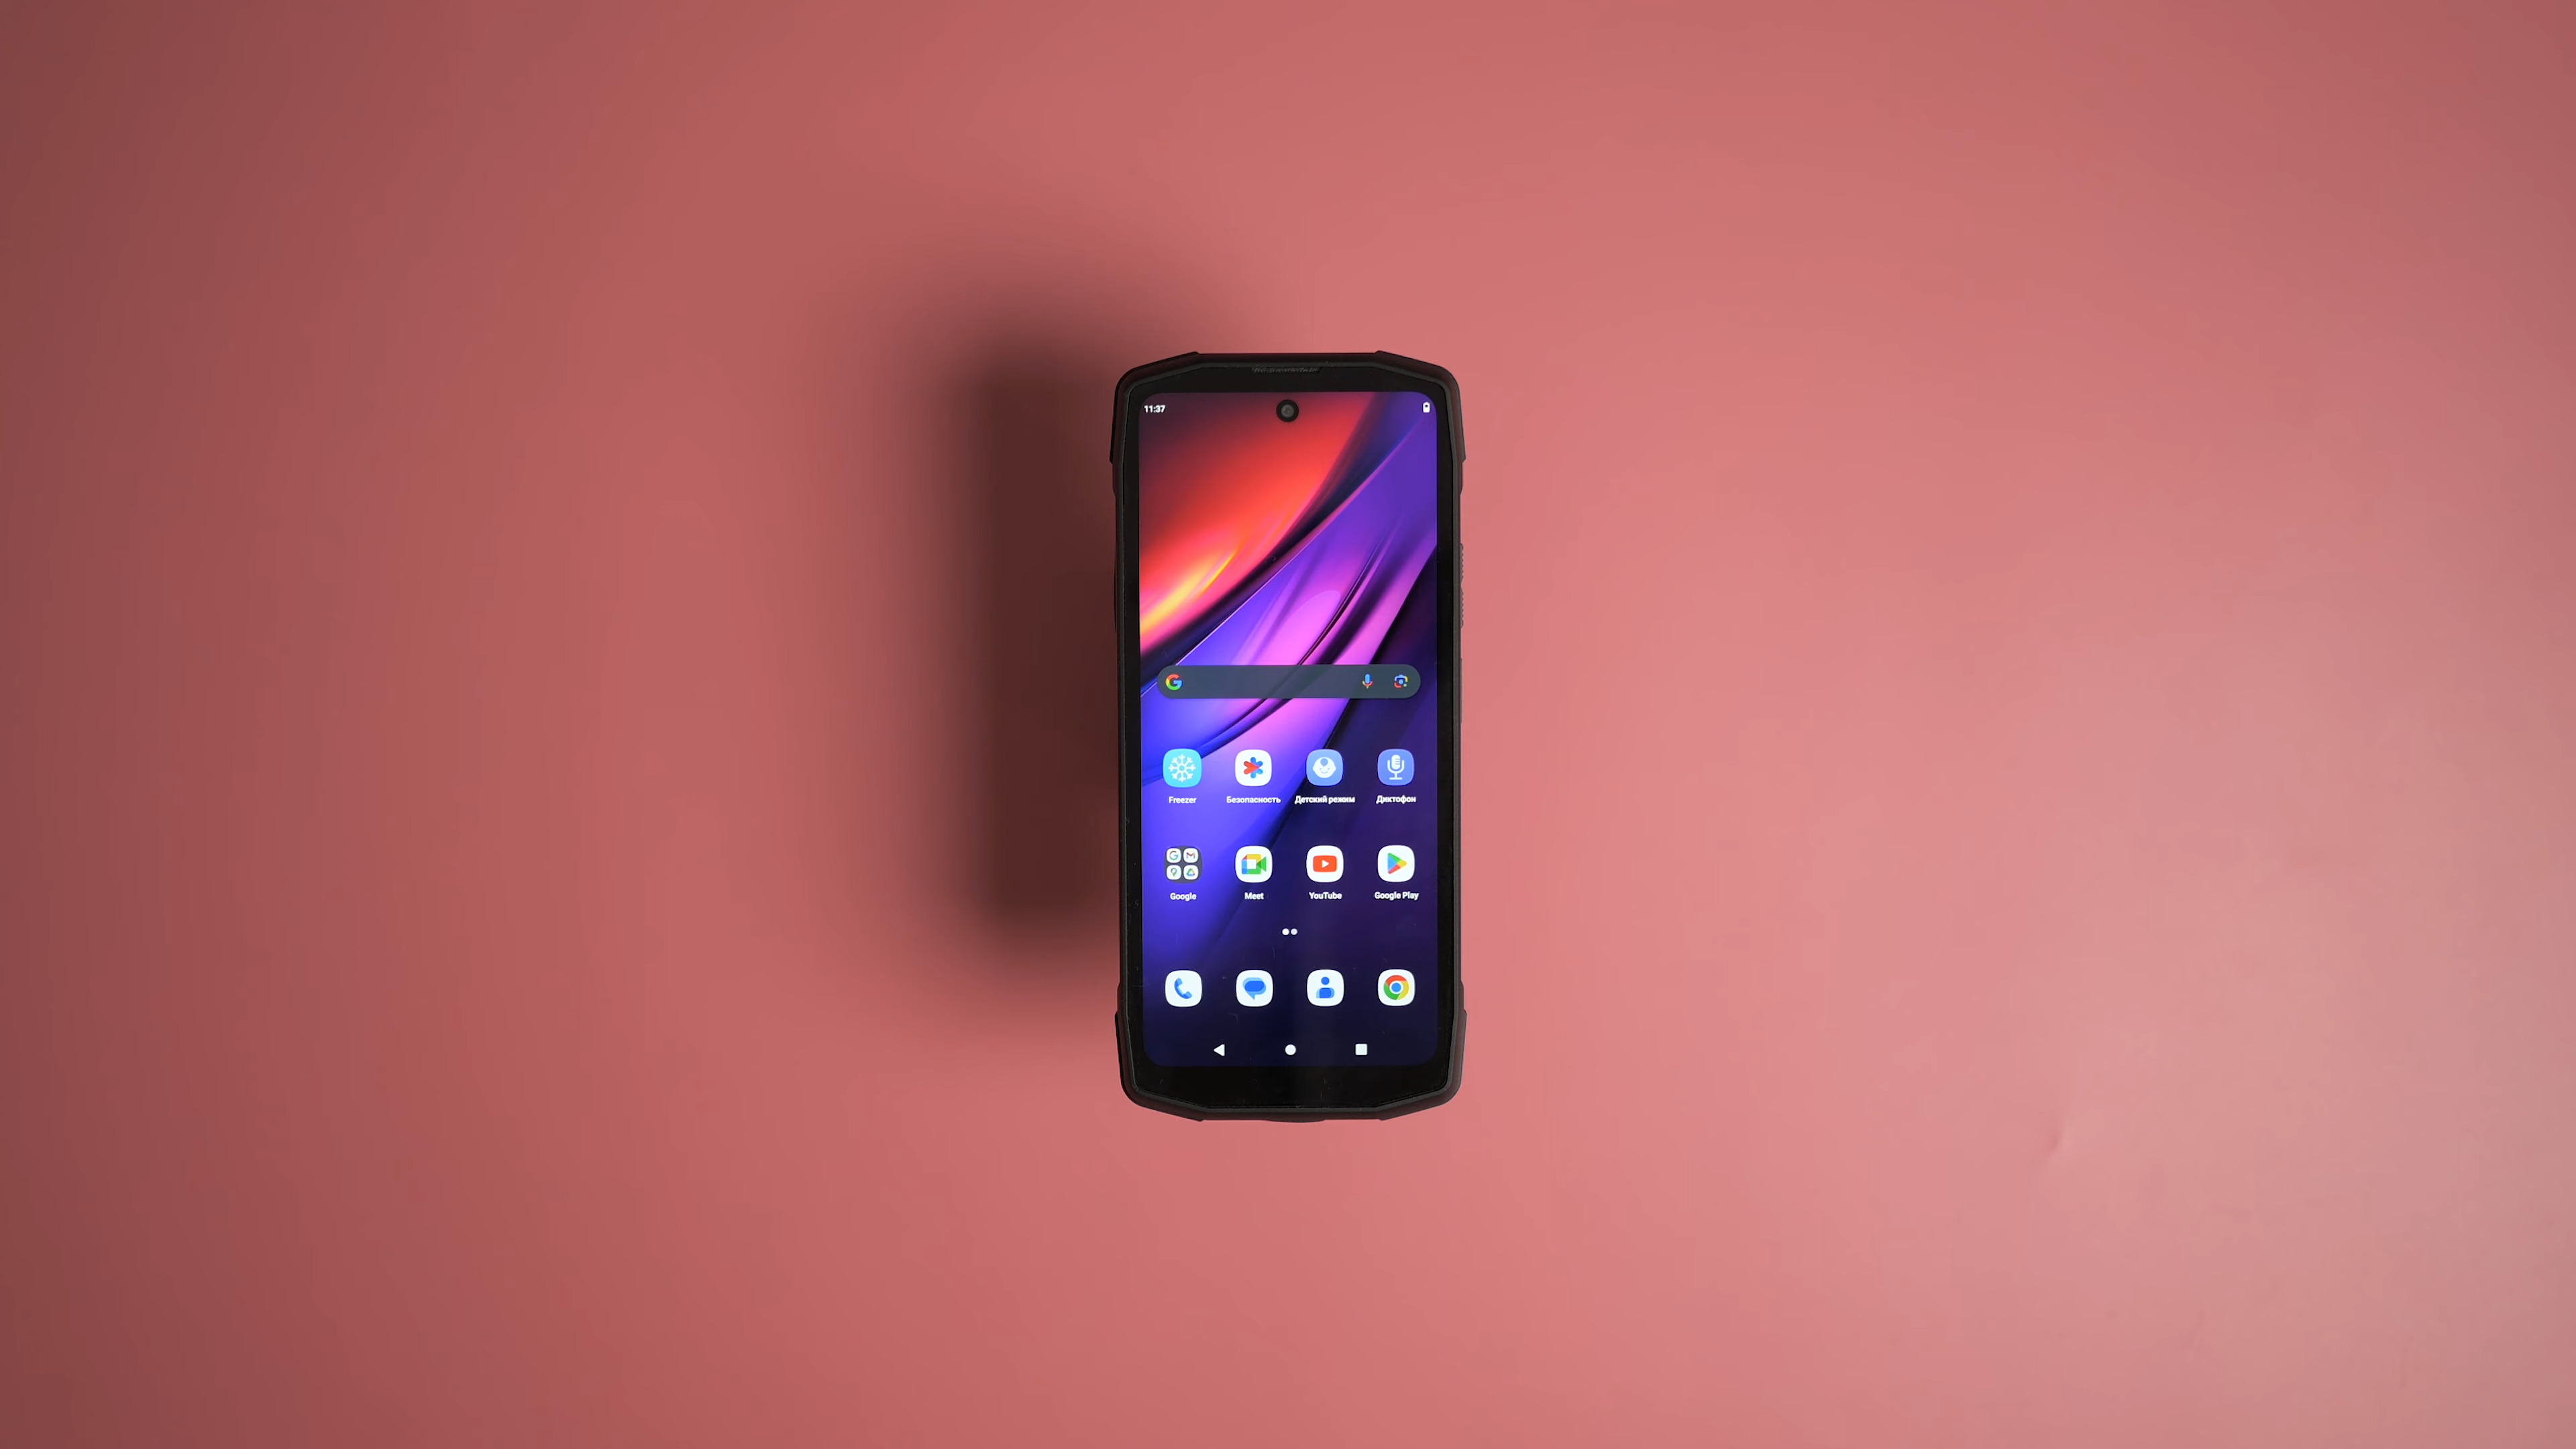 11:37
Freezer Безопасность Детский режим Диктофон
Google Meet YouTube Google Play